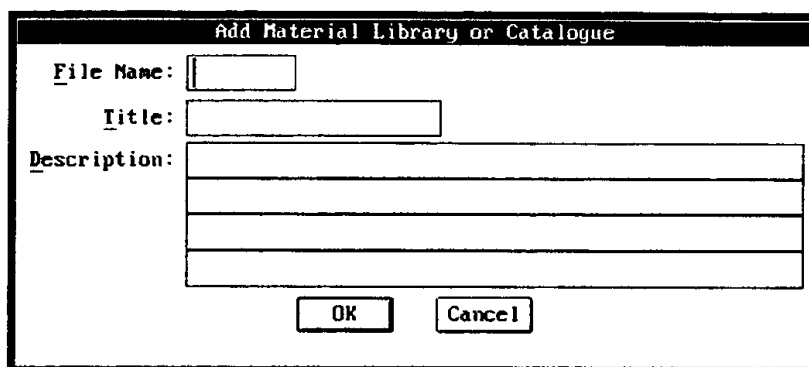 Add Material Library or Catalogue
File Name:
Title:
Description:
OK Cancel